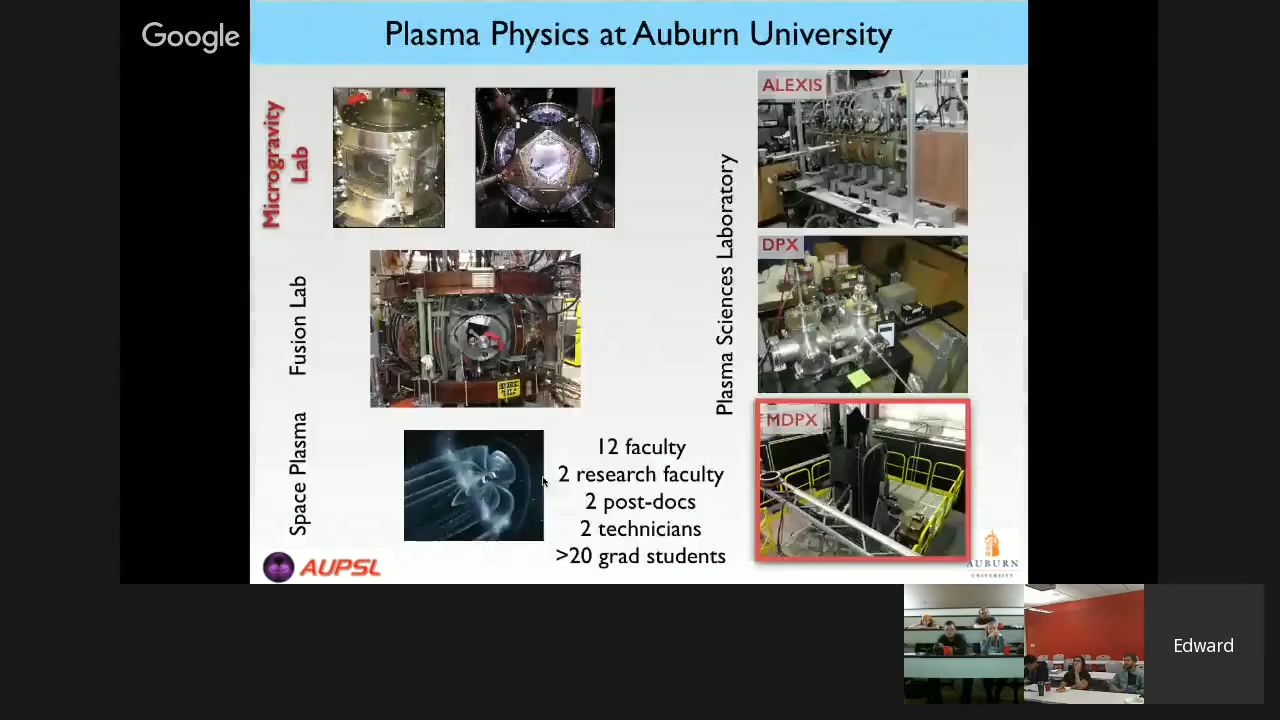 Google
Plasma Physics at Auburn University
Microgravity
Lab
Fusion Lab
Space Plasma
Plasma Sciences Laboratory
ALEXIS
DPX
MDPX
12 faculty
2 research faculty
2 post-docs
2 technicians
>20 grad students
AUPSL
AUBURN
UNIVERSITY
Edward